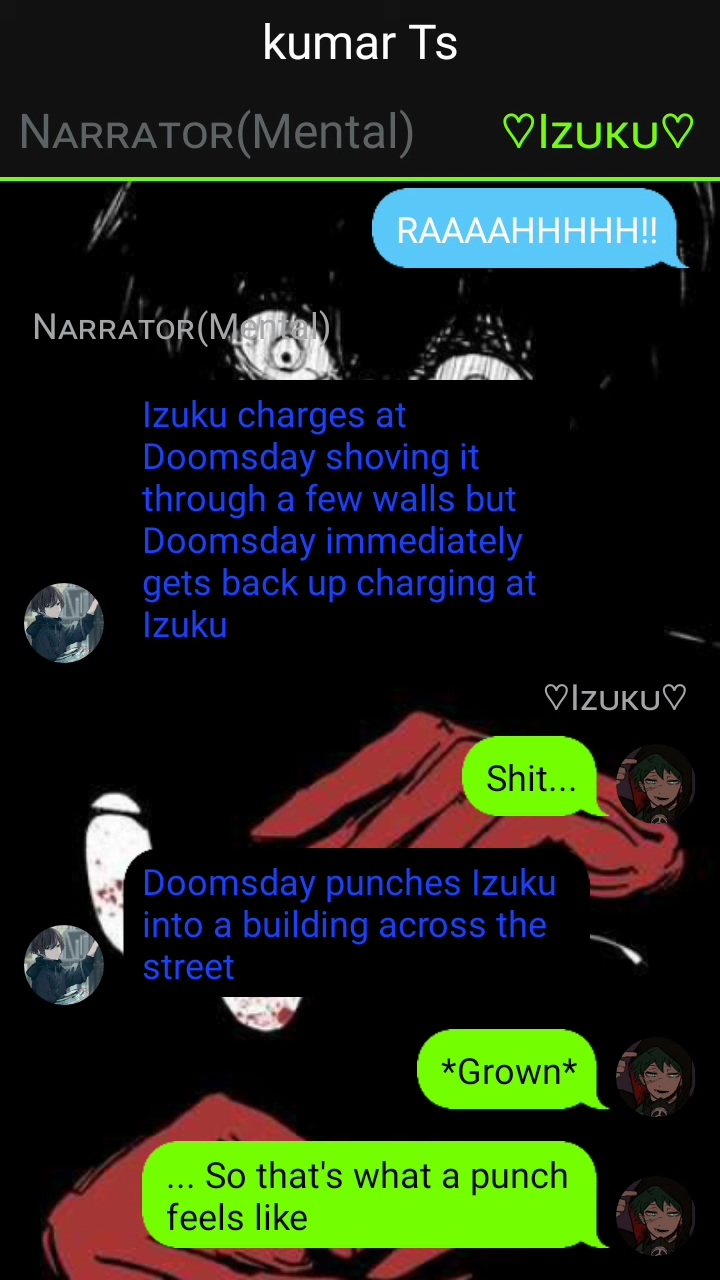 kumar Ts
Narrator(Mental)
♡Izuku♡
RAAAAHHHHH!!
Narrator(Mental)
Izuku charges at
Doomsday shoving it
through a few walls but
Doomsday immediately
gets back up charging at
Izuku
♡Izuku♡
Shit...
Doomsday punches Izuku
into a building across the
street
*Grown*
... So that's what a punch
feels like